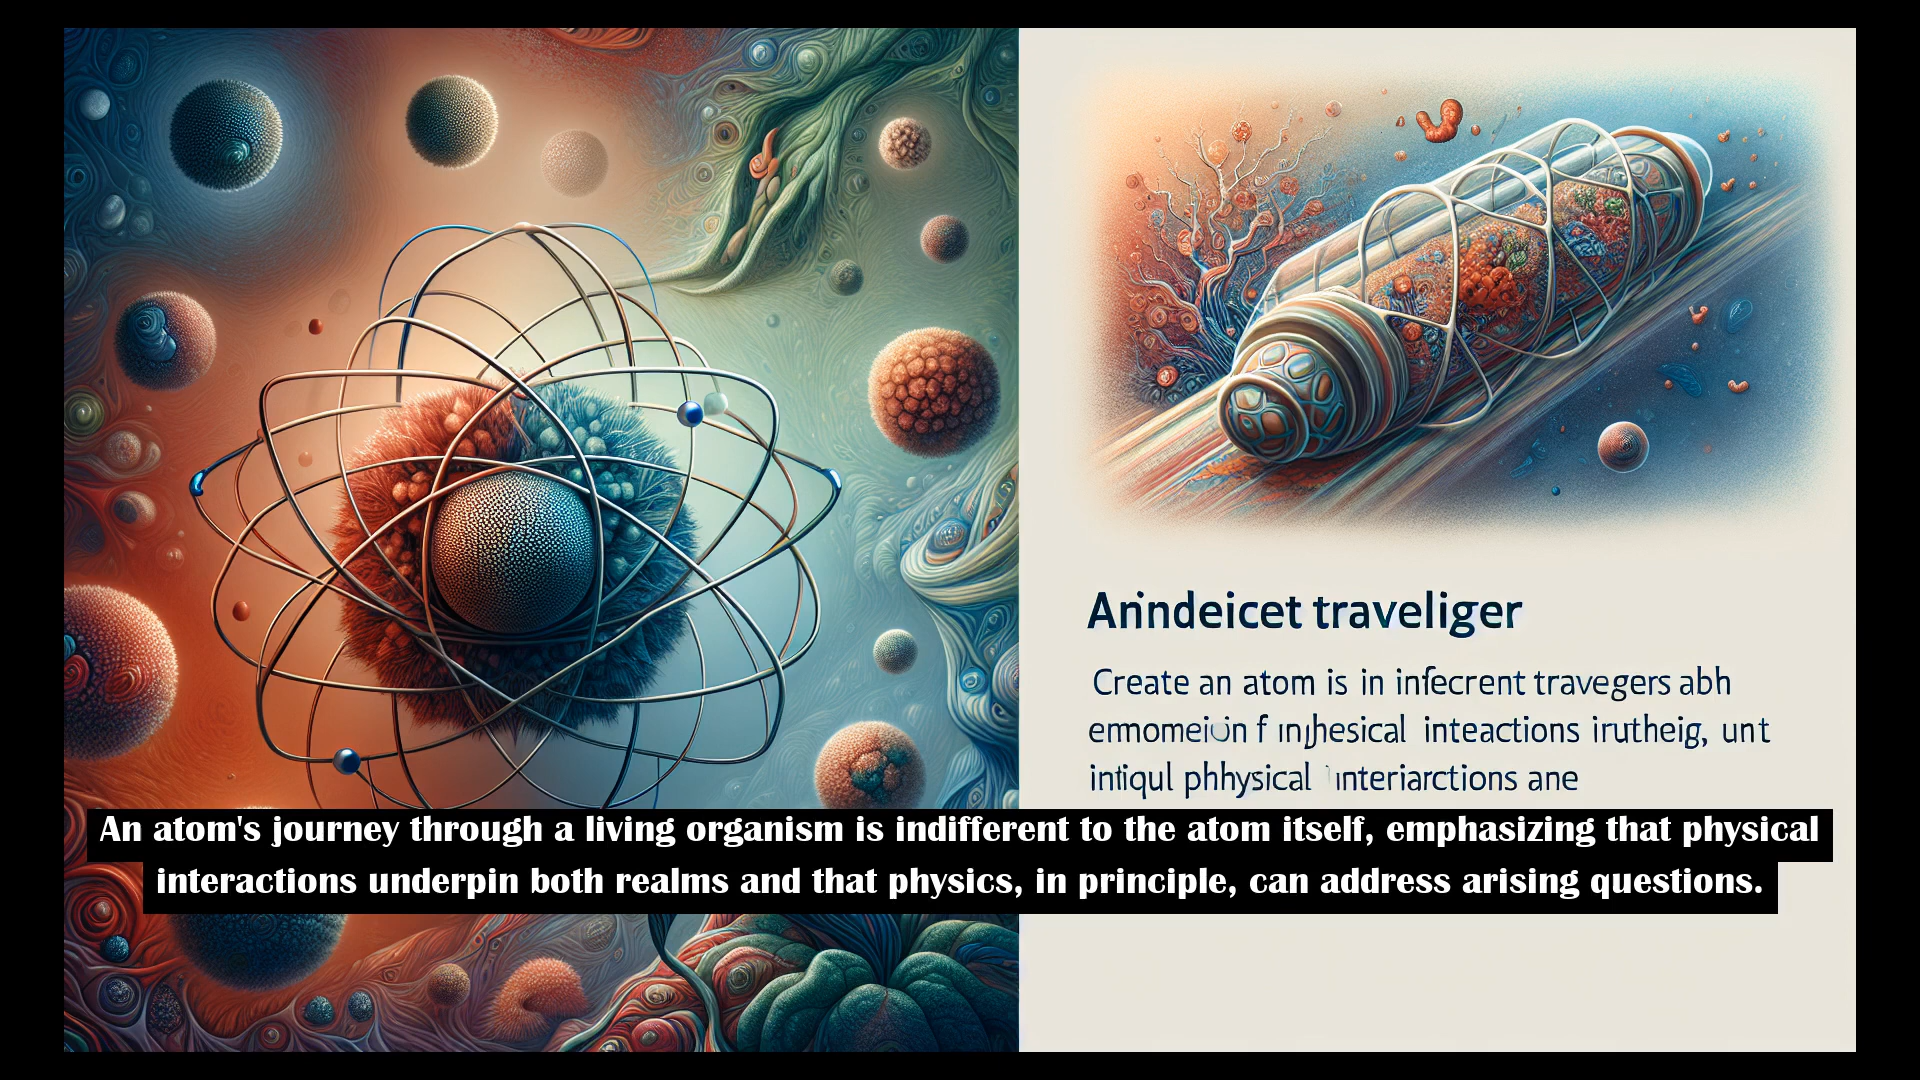 Anindeicet traveliger
Create an atom is in infecrent travegers abh
emomeioin f injhesical inteactions irutheig, unt
intiqul phhysical interiarctions ane
An atom's journey through a living organism is indifferent to the atom itself, emphasizing that physical
interactions underpin both realms and that physics, in principle, can address arising questions.